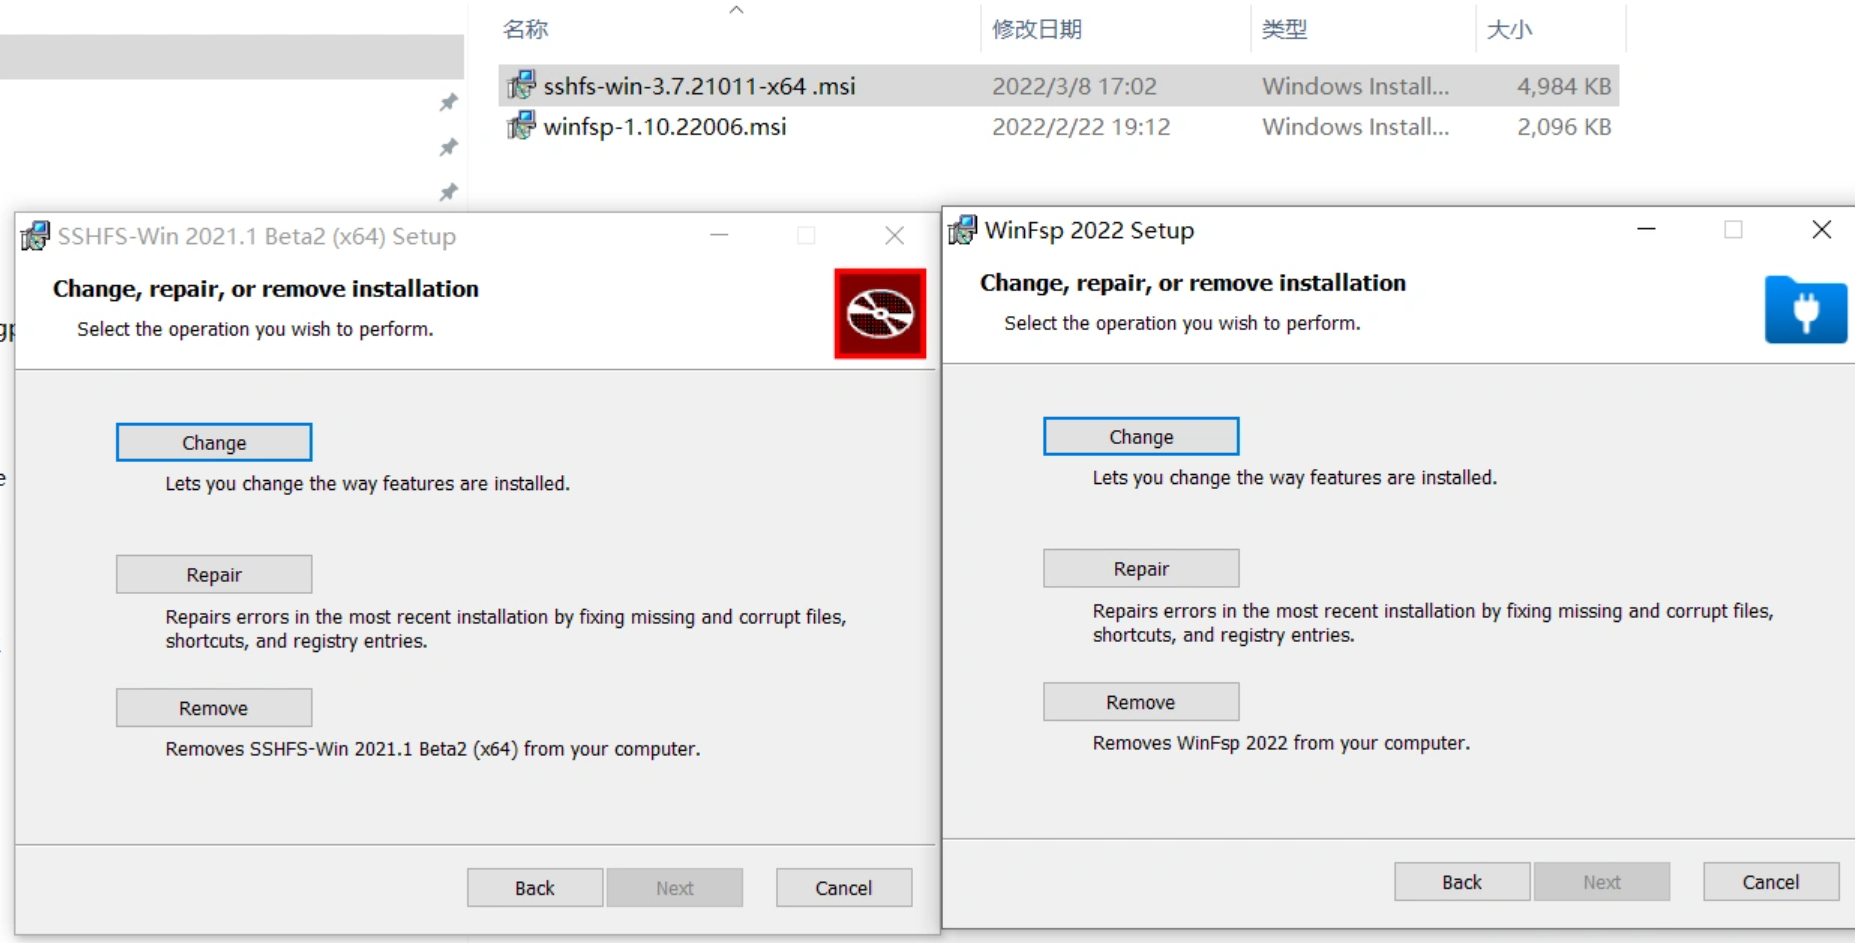 名称 修改日期 类型 大小
sshfs-win-3.7.21011-x64 .msi 2022/3/8 17:02 Windows Install... 4,984 KB
winfsp-1.10.22006.msi 2022/2/22 19:12 Windows Install... 2,096 KB
SSHFS-Win 2021.1 Beta2 (x64) Setup
Change, repair, or remove installation
Select the operation you wish to perform.
Change
Lets you change the way features are installed.
Repair
Repairs errors in the most recent installation by fixing missing and corrupt files,
shortcuts, and registry entries.
Remove
Removes SSHFS-Win 2021.1 Beta2 (x64) from your computer.
Back Next Cancel
WinFsp 2022 Setup
Change, repair, or remove installation
Select the operation you wish to perform.
Change
Lets you change the way features are installed.
Repair
Repairs errors in the most recent installation by fixing missing and corrupt files,
shortcuts, and registry entries.
Remove
Removes WinFsp 2022 from your computer.
Back Next Cancel